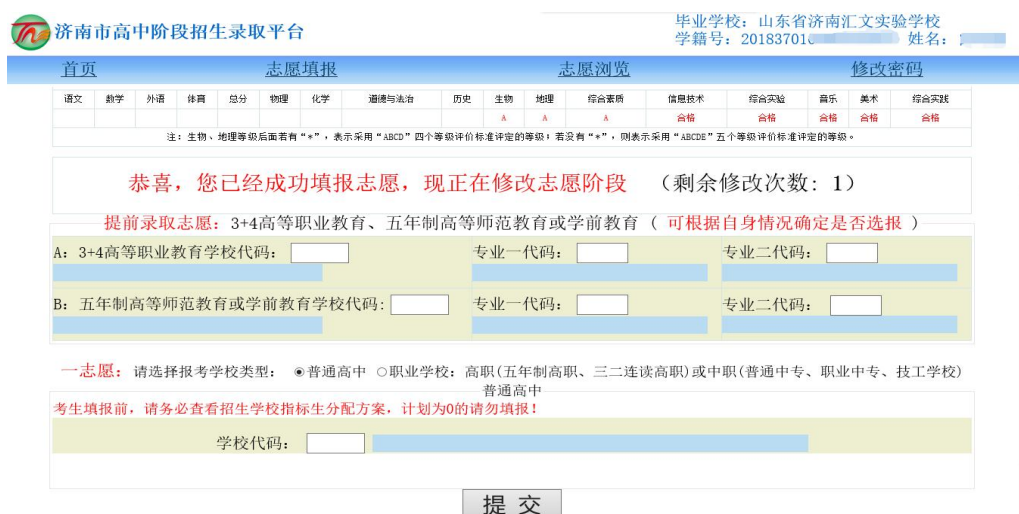 济南市高中阶段招生录取平台
毕业学校：山东省济南汇文实验学校
学籍号：20183701 姓名：
首页 志愿填报 志愿浏览 修改密码
语文 数学 外语 体育 总分 物理 化学 道德与法治 历史 生物 地理 综合素质 信息技术 综合实验 音乐 美术 综合实践
A A A 合格 合格 合格 合格 合格
注：生物、地理等级后面若有“*”，表示采用“ABCD”四个等级评价标准评定的等级；若没有“*”，则表示采用“ABCDE”五个等级评价标准评定的等级。
恭喜，您已经成功填报志愿，现正在修改志愿阶段 （剩余修改次数：1）
提前录取志愿：3+4高等职业教育、五年制高等师范教育或学前教育（ 可根据自身情况确定是否选报 ）
A：3+4高等职业教育学校代码： 专业一代码： 专业二代码：
B：五年制高等师范教育或学前教育学校代码： 专业一代码： 专业二代码：
一志愿：请选择报考学校类型： ◉普通高中 ○职业学校：高职(五年制高职、三二连读高职)或中职(普通中专、职业中专、技工学校)
普通高中
考生填报前，请务必查看招生学校指标生分配方案，计划为0的请勿填报！
学校代码：
提 交